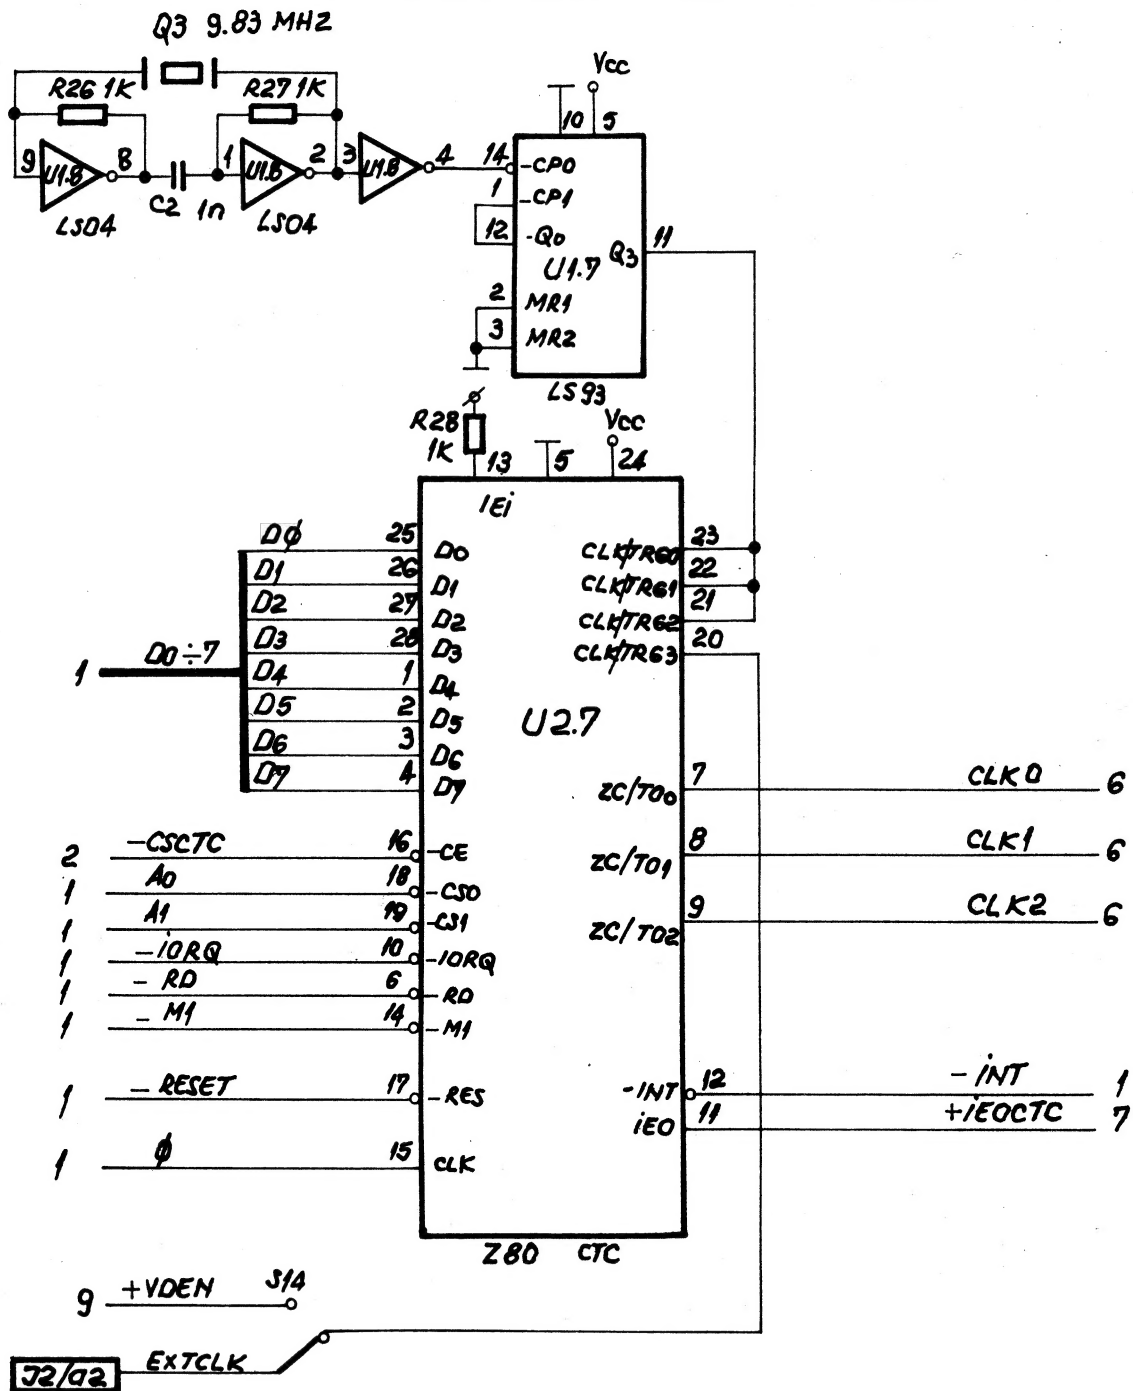 Q3 9.83 MHZ
R26 1K
R27 1K
Vcc
10 5
9 U1.8 8
1 U1.8 2
3 U1.8 4
C2 1n
LS04
LS04
14 -CP0
1 -CP1
12 -Q0
Q3 11
U1.7
2 MR1
3 MR2
LS93
R28
1K
Vcc
13 5 24
IEi
DØ 25 D0
D1 26 D1
D2 27 D2
D3 28 D3
D4 1 D4
D5 2 D5
D6 3 D6
D7 4 D7
1 D0÷7
CLK/TRG0 23
CLK/TRG1 22
CLK/TRG2 21
CLK/TRG3 20
U2.7
ZC/TO0 7 CLK0 6
ZC/TO1 8 CLK1 6
ZC/TO2 9 CLK2 6
2 -CSCTC 16 -CE
1 A0 18 -CS0
1 A1 19 -CS1
1 -iORQ 10 -IORQ
1 - RD 6 -RD
1 - M1 14 -M1
1 - RESET 17 -RES
1 ϕ 15 CLK
-INT 12 - iNT 1
iEO 11 +iEOCTC 7
Z80 CTC
9 +VDEN S14
J2/a2 EXTCLK